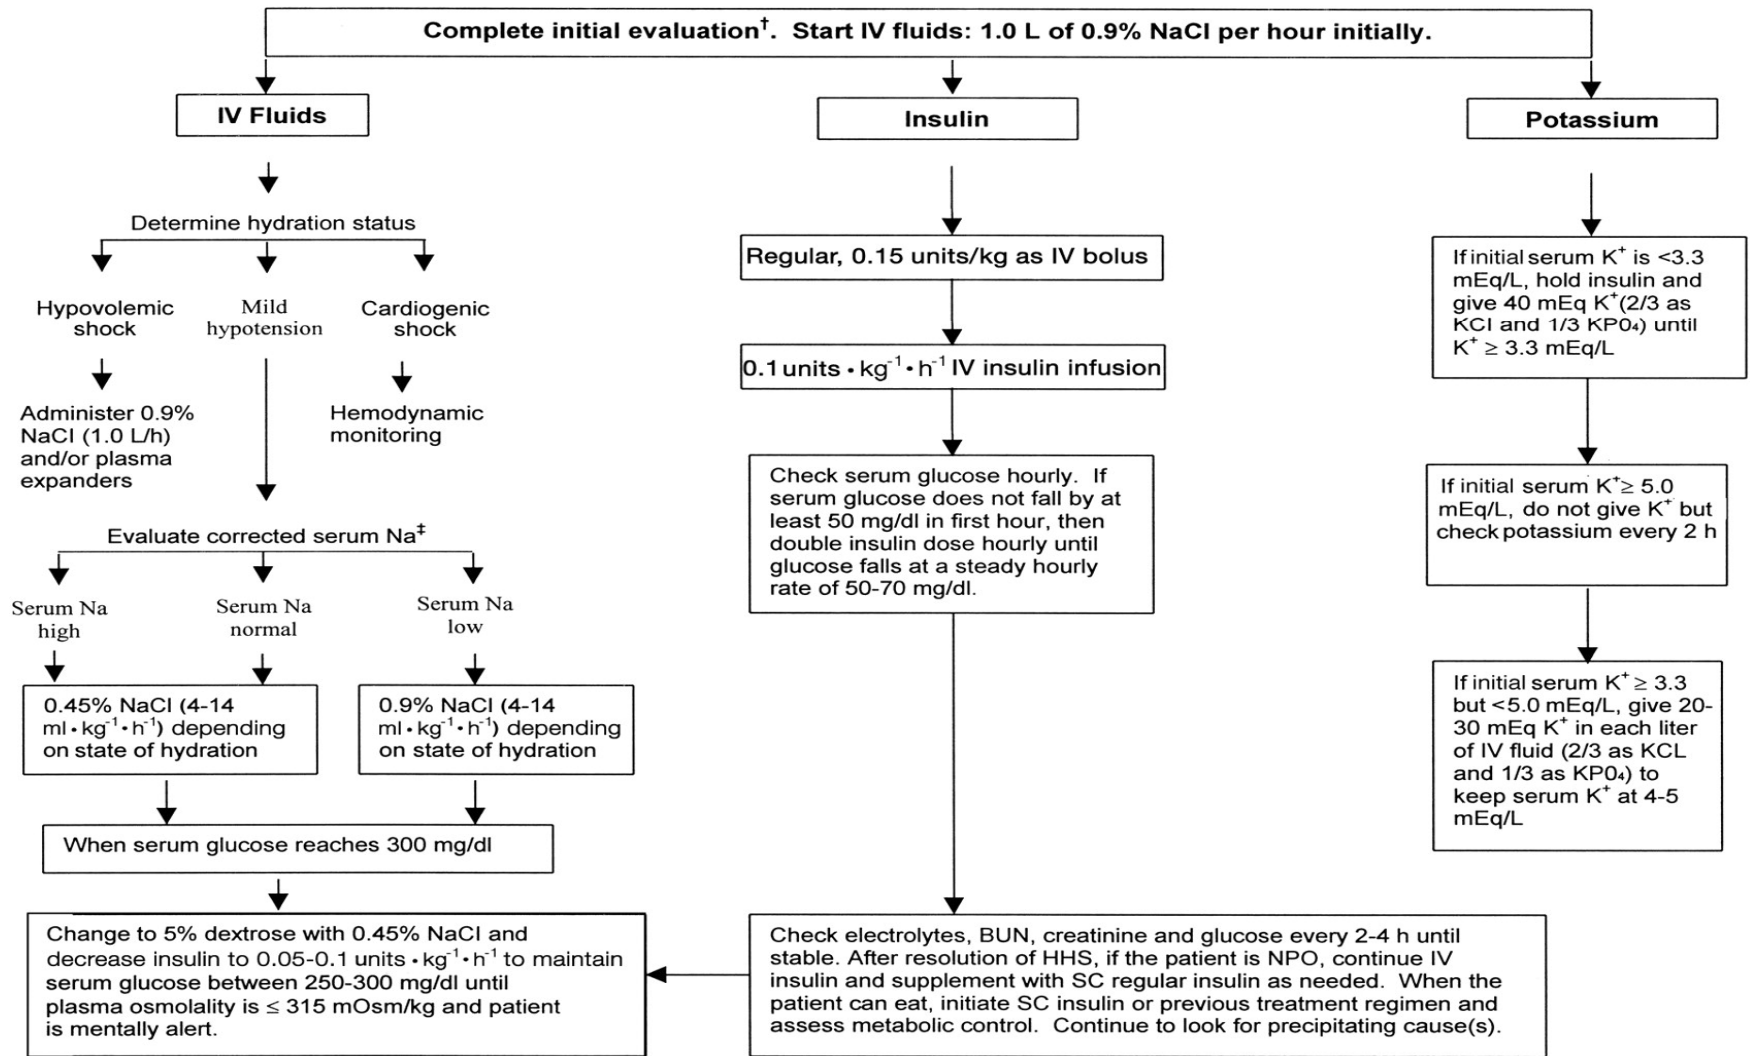 Complete initial evaluation†. Start IV fluids: 1.0 L of 0.9% NaCl per hour initially.
IV Fluids
Determine hydration status
Hypovolemic
shock
Administer 0.9%
NaCl (1.0 L/h)
and/or plasma
expanders
Mild
hypotension
Cardiogenic
shock
Hemodynamic
monitoring
Evaluate corrected serum Na‡
Serum Na
high
Serum Na
normal
Serum Na
low
0.45% NaCl (4-14
ml•kg⁻¹•h⁻¹) depending
on state of hydration
0.9% NaCl (4-14
ml•kg⁻¹•h⁻¹) depending
on state of hydration
When serum glucose reaches 300 mg/dl
Change to 5% dextrose with 0.45% NaCl and
decrease insulin to 0.05-0.1 units•kg⁻¹•h⁻¹ to maintain
serum glucose between 250-300 mg/dl until
plasma osmolality is ≤ 315 mOsm/kg and patient
is mentally alert.
Insulin
Regular, 0.15 units/kg as IV bolus
0.1 units•kg⁻¹•h⁻¹ IV insulin infusion
Check serum glucose hourly. If
serum glucose does not fall by at
least 50 mg/dl in first hour, then
double insulin dose hourly until
glucose falls at a steady hourly
rate of 50-70 mg/dl.
Check electrolytes, BUN, creatinine and glucose every 2-4 h until
stable. After resolution of HHS, if the patient is NPO, continue IV
insulin and supplement with SC regular insulin as needed. When the
patient can eat, initiate SC insulin or previous treatment regimen and
assess metabolic control. Continue to look for precipitating cause(s).
Potassium
If initial serum K⁺ is <3.3
mEq/L, hold insulin and
give 40 mEq K⁺(2/3 as
KCl and 1/3 KP0₄) until
K⁺ ≥ 3.3 mEq/L
If initial serum K⁺≥ 5.0
mEq/L, do not give K⁺ but
check potassium every 2 h
If initial serum K⁺ ≥ 3.3
but <5.0 mEq/L, give 20-
30 mEq K⁺ in each liter
of IV fluid (2/3 as KCL
and 1/3 as KP0₄) to
keep serum K⁺ at 4-5
mEq/L